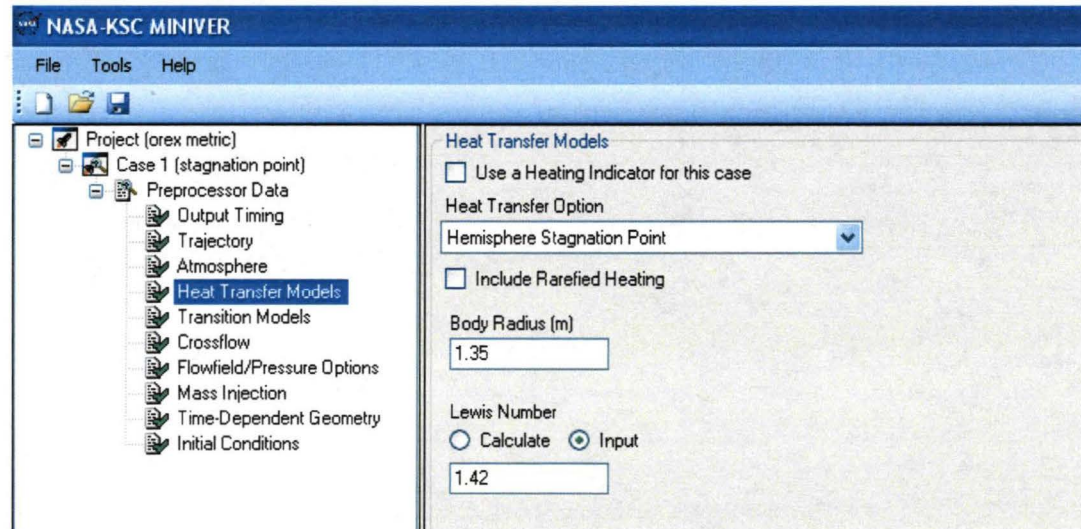 NASA-KSC MINIVER
File Tools Help
Project (orex metric)
Case 1 (stagnation point)
Preprocessor Data
Output Timing
Trajectory
Atmosphere
Heat Transfer Models
Transition Models
Crossflow
Flowfield/Pressure Options
Mass Injection
Time-Dependent Geometry
Initial Conditions
Heat Transfer Models
Use a Heating Indicator for this case
Heat Transfer Option
Hemisphere Stagnation Point
Include Rarefied Heating
Body Radius (m)
1.35
Lewis Number
Calculate Input
1.42